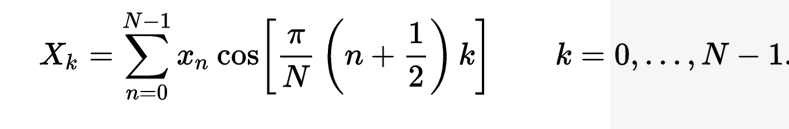 X_k = \sum_{n=0}^{N-1} x_n \cos\left[\frac{\pi}{N}\left(n + \frac{1}{2}\right)k\right] \qquad k = 0, \ldots, N - 1.